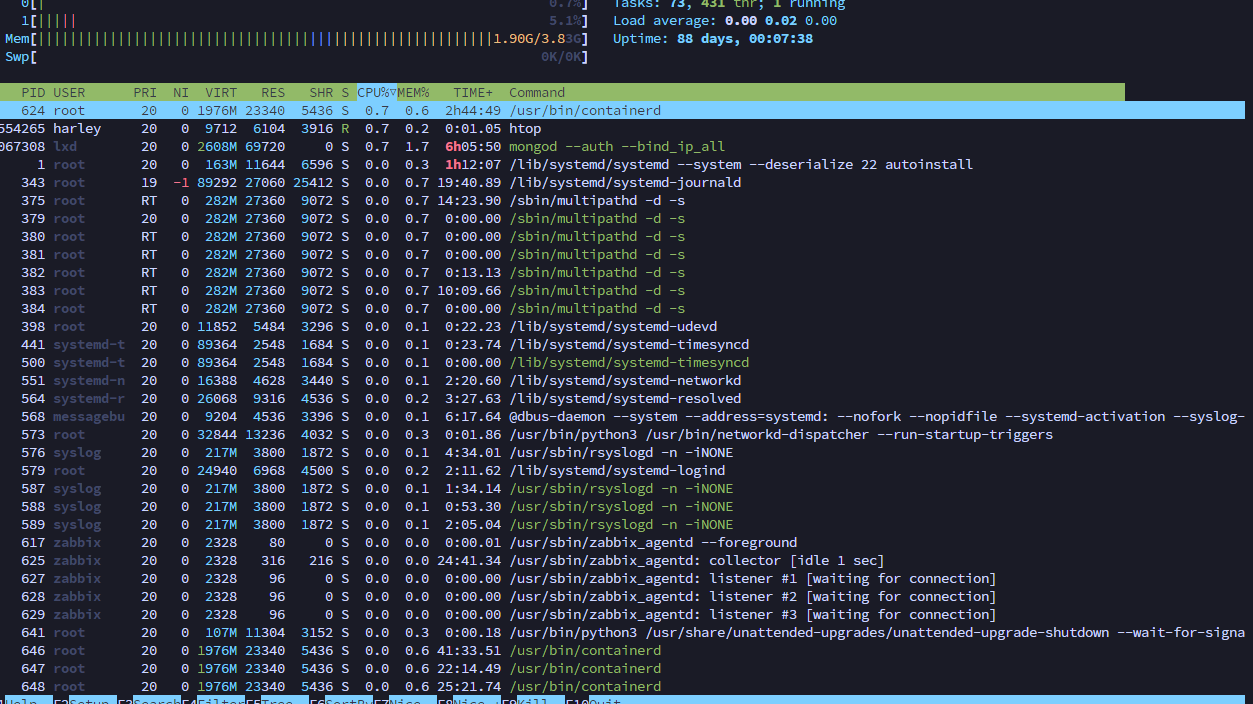 0[| 0.7%] Tasks: 73, 431 thr; 1 running
1[||||| 5.1%] Load average: 0.00 0.02 0.00
Mem[||||||||||||||||||||||||||||||||||||||||||||||||||||||||1.90G/3.83G] Uptime: 88 days, 00:07:38
Swp[ 0K/0K]
PID USER PRI NI VIRT RES SHR S CPU%▽MEM% TIME+ Command
624 root 20 0 1976M 23340 5436 S 0.7 0.6 2h44:49 /usr/bin/containerd
554265 harley 20 0 9712 6104 3916 R 0.7 0.2 0:01.05 htop
067308 lxd 20 0 2608M 69720 0 S 0.7 1.7 6h05:50 mongod --auth --bind_ip_all
1 root 20 0 163M 11644 6596 S 0.0 0.3 1h12:07 /lib/systemd/systemd --system --deserialize 22 autoinstall
343 root 19 -1 89292 27060 25412 S 0.0 0.7 19:40.89 /lib/systemd/systemd-journald
375 root RT 0 282M 27360 9072 S 0.0 0.7 14:23.90 /sbin/multipathd -d -s
379 root 20 0 282M 27360 9072 S 0.0 0.7 0:00.00 /sbin/multipathd -d -s
380 root RT 0 282M 27360 9072 S 0.0 0.7 0:00.00 /sbin/multipathd -d -s
381 root RT 0 282M 27360 9072 S 0.0 0.7 0:00.00 /sbin/multipathd -d -s
382 root RT 0 282M 27360 9072 S 0.0 0.7 0:13.13 /sbin/multipathd -d -s
383 root RT 0 282M 27360 9072 S 0.0 0.7 10:09.66 /sbin/multipathd -d -s
384 root RT 0 282M 27360 9072 S 0.0 0.7 0:00.00 /sbin/multipathd -d -s
398 root 20 0 11852 5484 3296 S 0.0 0.1 0:22.23 /lib/systemd/systemd-udevd
441 systemd-t 20 0 89364 2548 1684 S 0.0 0.1 0:23.74 /lib/systemd/systemd-timesyncd
500 systemd-t 20 0 89364 2548 1684 S 0.0 0.1 0:00.00 /lib/systemd/systemd-timesyncd
551 systemd-n 20 0 16388 4628 3440 S 0.0 0.1 2:20.60 /lib/systemd/systemd-networkd
564 systemd-r 20 0 26068 9316 4536 S 0.0 0.2 3:27.63 /lib/systemd/systemd-resolved
568 messagebu 20 0 9204 4536 3396 S 0.0 0.1 6:17.64 @dbus-daemon --system --address=systemd: --nofork --nopidfile --systemd-activation --syslog-
573 root 20 0 32844 13236 4032 S 0.0 0.3 0:01.86 /usr/bin/python3 /usr/bin/networkd-dispatcher --run-startup-triggers
576 syslog 20 0 217M 3800 1872 S 0.0 0.1 4:34.01 /usr/sbin/rsyslogd -n -iNONE
579 root 20 0 24940 6968 4500 S 0.0 0.2 2:11.62 /lib/systemd/systemd-logind
587 syslog 20 0 217M 3800 1872 S 0.0 0.1 1:34.14 /usr/sbin/rsyslogd -n -iNONE
588 syslog 20 0 217M 3800 1872 S 0.0 0.1 0:53.30 /usr/sbin/rsyslogd -n -iNONE
589 syslog 20 0 217M 3800 1872 S 0.0 0.1 2:05.04 /usr/sbin/rsyslogd -n -iNONE
617 zabbix 20 0 2328 80 0 S 0.0 0.0 0:00.01 /usr/sbin/zabbix_agentd --foreground
625 zabbix 20 0 2328 316 216 S 0.0 0.0 24:41.34 /usr/sbin/zabbix_agentd: collector [idle 1 sec]
627 zabbix 20 0 2328 96 0 S 0.0 0.0 0:00.00 /usr/sbin/zabbix_agentd: listener #1 [waiting for connection]
628 zabbix 20 0 2328 96 0 S 0.0 0.0 0:00.00 /usr/sbin/zabbix_agentd: listener #2 [waiting for connection]
629 zabbix 20 0 2328 96 0 S 0.0 0.0 0:00.00 /usr/sbin/zabbix_agentd: listener #3 [waiting for connection]
641 root 20 0 107M 11304 3152 S 0.0 0.3 0:00.18 /usr/bin/python3 /usr/share/unattended-upgrades/unattended-upgrade-shutdown --wait-for-signa
646 root 20 0 1976M 23340 5436 S 0.0 0.6 41:33.51 /usr/bin/containerd
647 root 20 0 1976M 23340 5436 S 0.0 0.6 22:14.49 /usr/bin/containerd
648 root 20 0 1976M 23340 5436 S 0.0 0.6 25:21.74 /usr/bin/containerd
1Help F2Setup F3SearchF4FilterF5Tree F6SortByF7Nice -F8Nice +F9Kill F10Quit